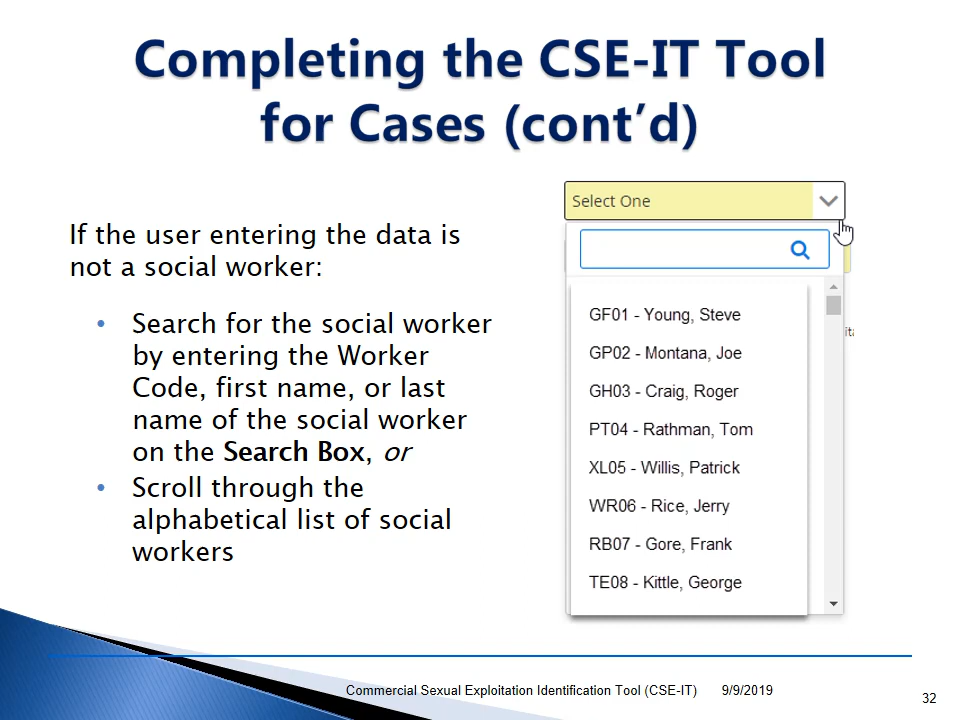 Completing the CSE-IT Tool
for Cases (cont’d)
If the user entering the data is
not a social worker:
• Search for the social worker
by entering the Worker
Code, first name, or last
name of the social worker
on the Search Box, or
• Scroll through the
alphabetical list of social
workers
Select One
GF01 - Young, Steve
GP02 - Montana, Joe
GH03 - Craig, Roger
PT04 - Rathman, Tom
XL05 - Willis, Patrick
WR06 - Rice, Jerry
RB07 - Gore, Frank
TE08 - Kittle, George
Commercial Sexual Exploitation Identification Tool (CSE-IT) 9/9/2019
32